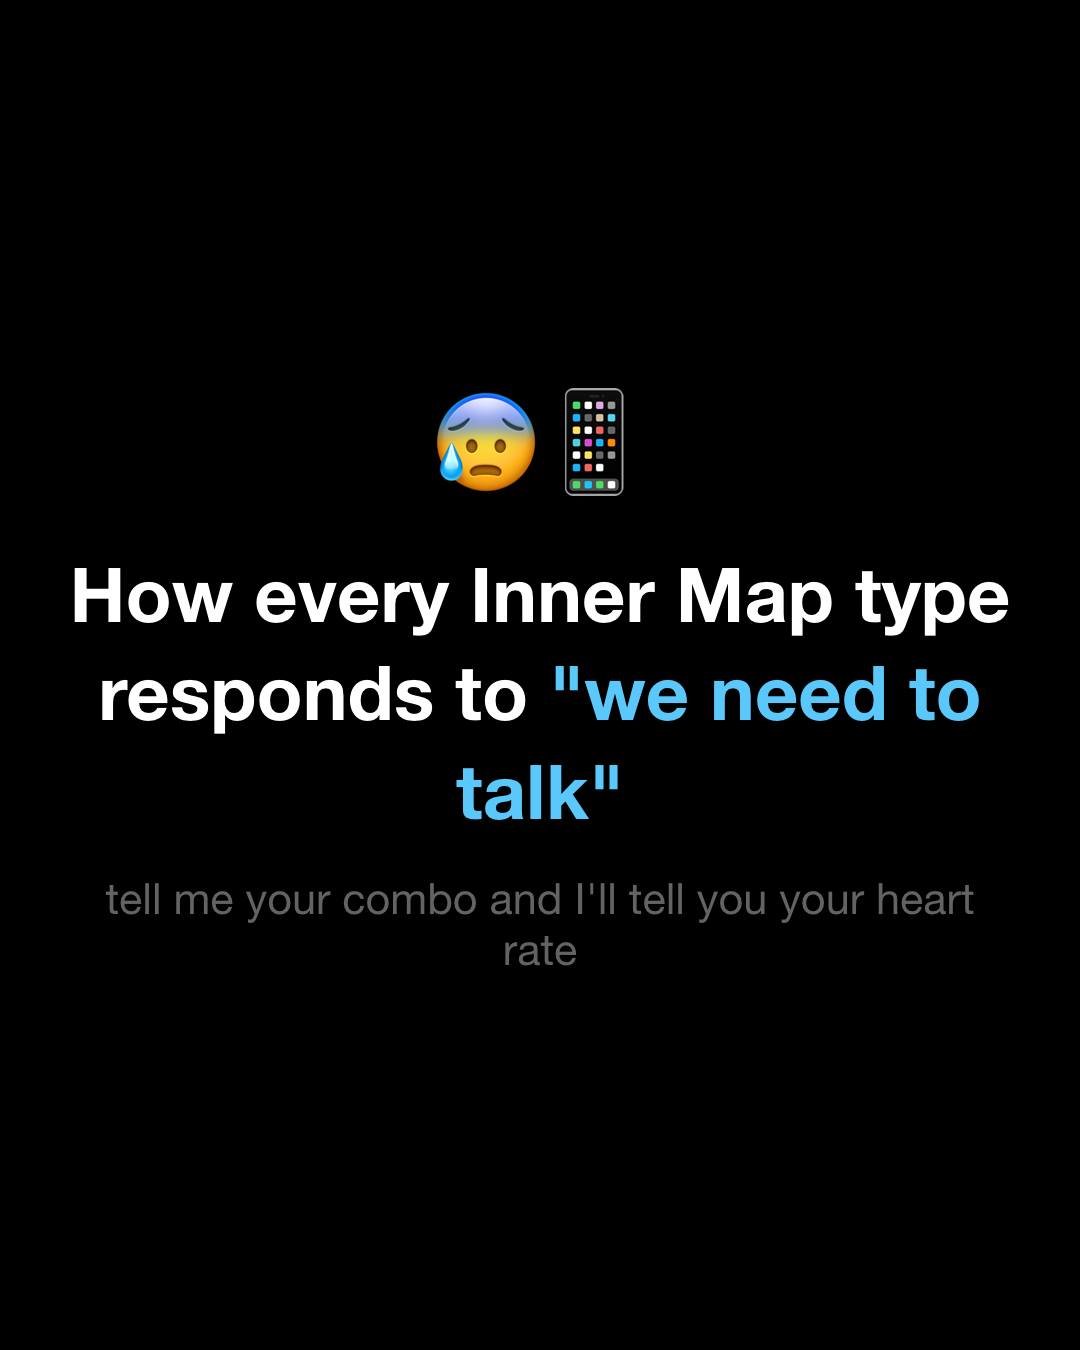 How every Inner Map type
responds to "we need to
talk"
tell me your combo and I'll tell you your heart
rate